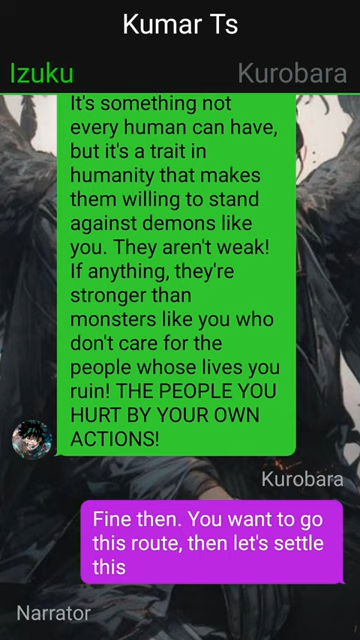 Kumar Ts
Izuku
Kurobara
It's something not
every human can have,
but it's a trait in
humanity that makes
them willing to stand
against demons like
you. They aren't weak!
If anything, they're
stronger than
monsters like you who
don't care for the
people whose lives you
ruin! THE PEOPLE YOU
HURT BY YOUR OWN
ACTIONS!
Kurobara
Fine then. You want to go
this route, then let's settle
this
Narrator